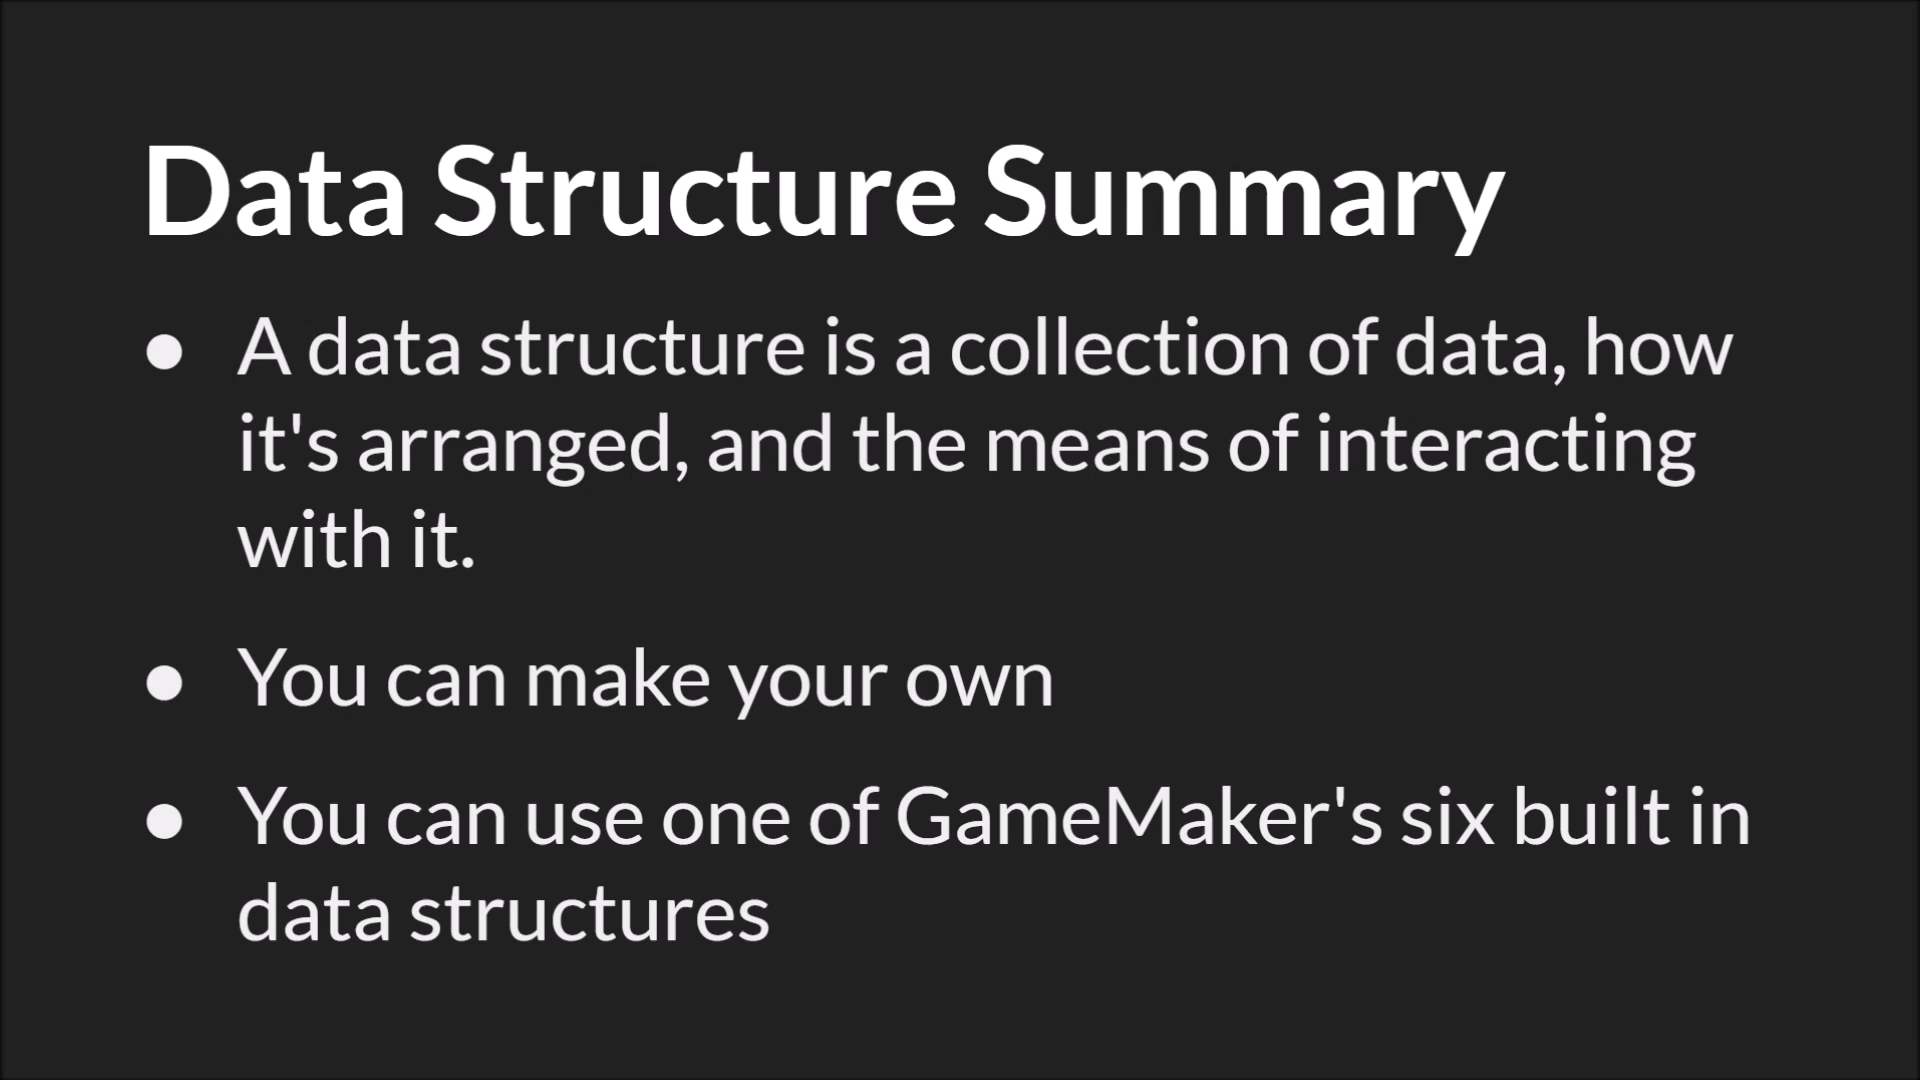 Data Structure Summary
● A data structure is a collection of data, how
it's arranged, and the means of interacting
with it.
● You can make your own
● You can use one of GameMaker's six built in
data structures